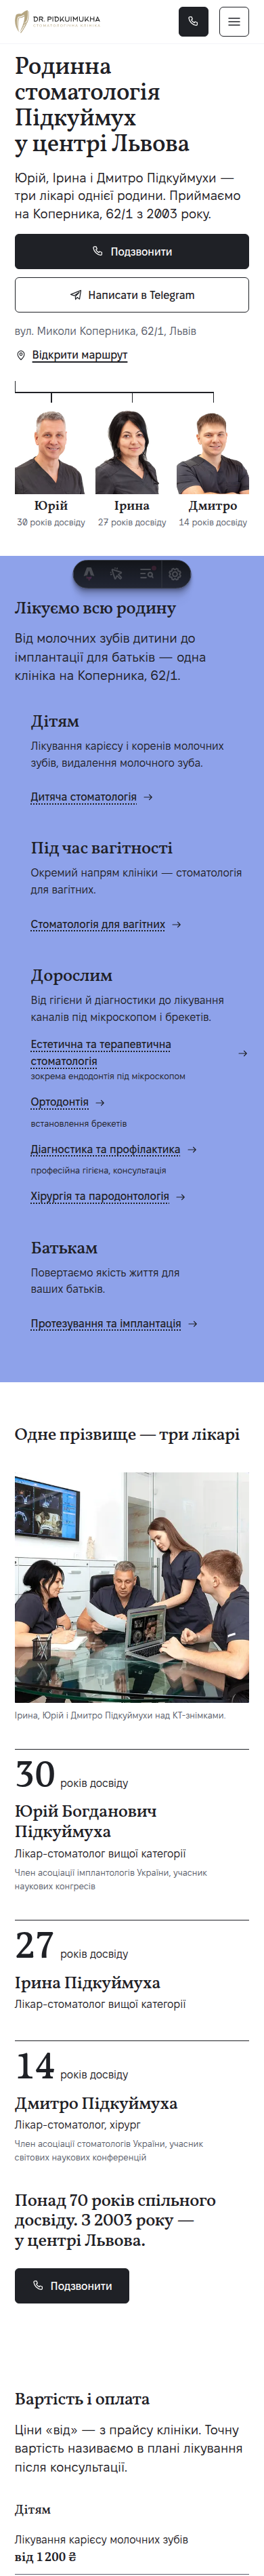 DR. PIDKUIMUKHA
Родинна
стоматологія
Підкуймух
у центрі Львова
Юрій, Ірина і Дмитро Підкуймухи —
три лікарі однієї родини. Приймаємо
на Коперника, 62/1 з 2003 року.
Подзвонити
Написати в Telegram
вул. Миколи Коперника, 62/1, Львів
Відкрити маршрут
Юрій Ірина Дмитро
30 років досвіду 27 років досвіду 14 років досвіду
Лікуємо всю родину
Від молочних зубів дитини до
імплантації для батьків — одна
клініка на Коперника, 62/1.
Дітям
Лікування карієсу і коренів молочних
зубів, видалення молочного зуба.
Дитяча стоматологія →
Під час вагітності
Окремий напрям клініки — стоматологія
для вагітних.
Стоматологія для вагітних →
Дорослим
Від гігієни й діагностики до лікування
каналів під мікроскопом і брекетів.
Естетична та терапевтична
стоматологія →
зокрема ендодонтія під мікроскопом
Ортодонтія →
встановлення брекетів
Діагностика та профілактика →
професійна гігієна, консультація
Хірургія та пародонтологія →
Батькам
Повертаємо якість життя для
ваших батьків.
Протезування та імплантація →
Одне прізвище — три лікарі
Ірина, Юрій і Дмитро Підкуймухи над КТ-знімками.
30 років досвіду
Юрій Богданович
Підкуймуха
Лікар-стоматолог вищої категорії
Член асоціації імплантологів України, учасник
наукових конгресів
27 років досвіду
Ірина Підкуймуха
Лікар-стоматолог вищої категорії
14 років досвіду
Дмитро Підкуймуха
Лікар-стоматолог, хірург
Член асоціації стоматологів України, учасник
світових наукових конференцій
Понад 70 років спільного
досвіду. З 2003 року —
у центрі Львова.
Подзвонити
Вартість і оплата
Ціни «від» — з прайсу клініки. Точну
вартість називаємо в плані лікування
після консультації.
Дітям
Лікування карієсу молочних зубів
від 1 200 ₴